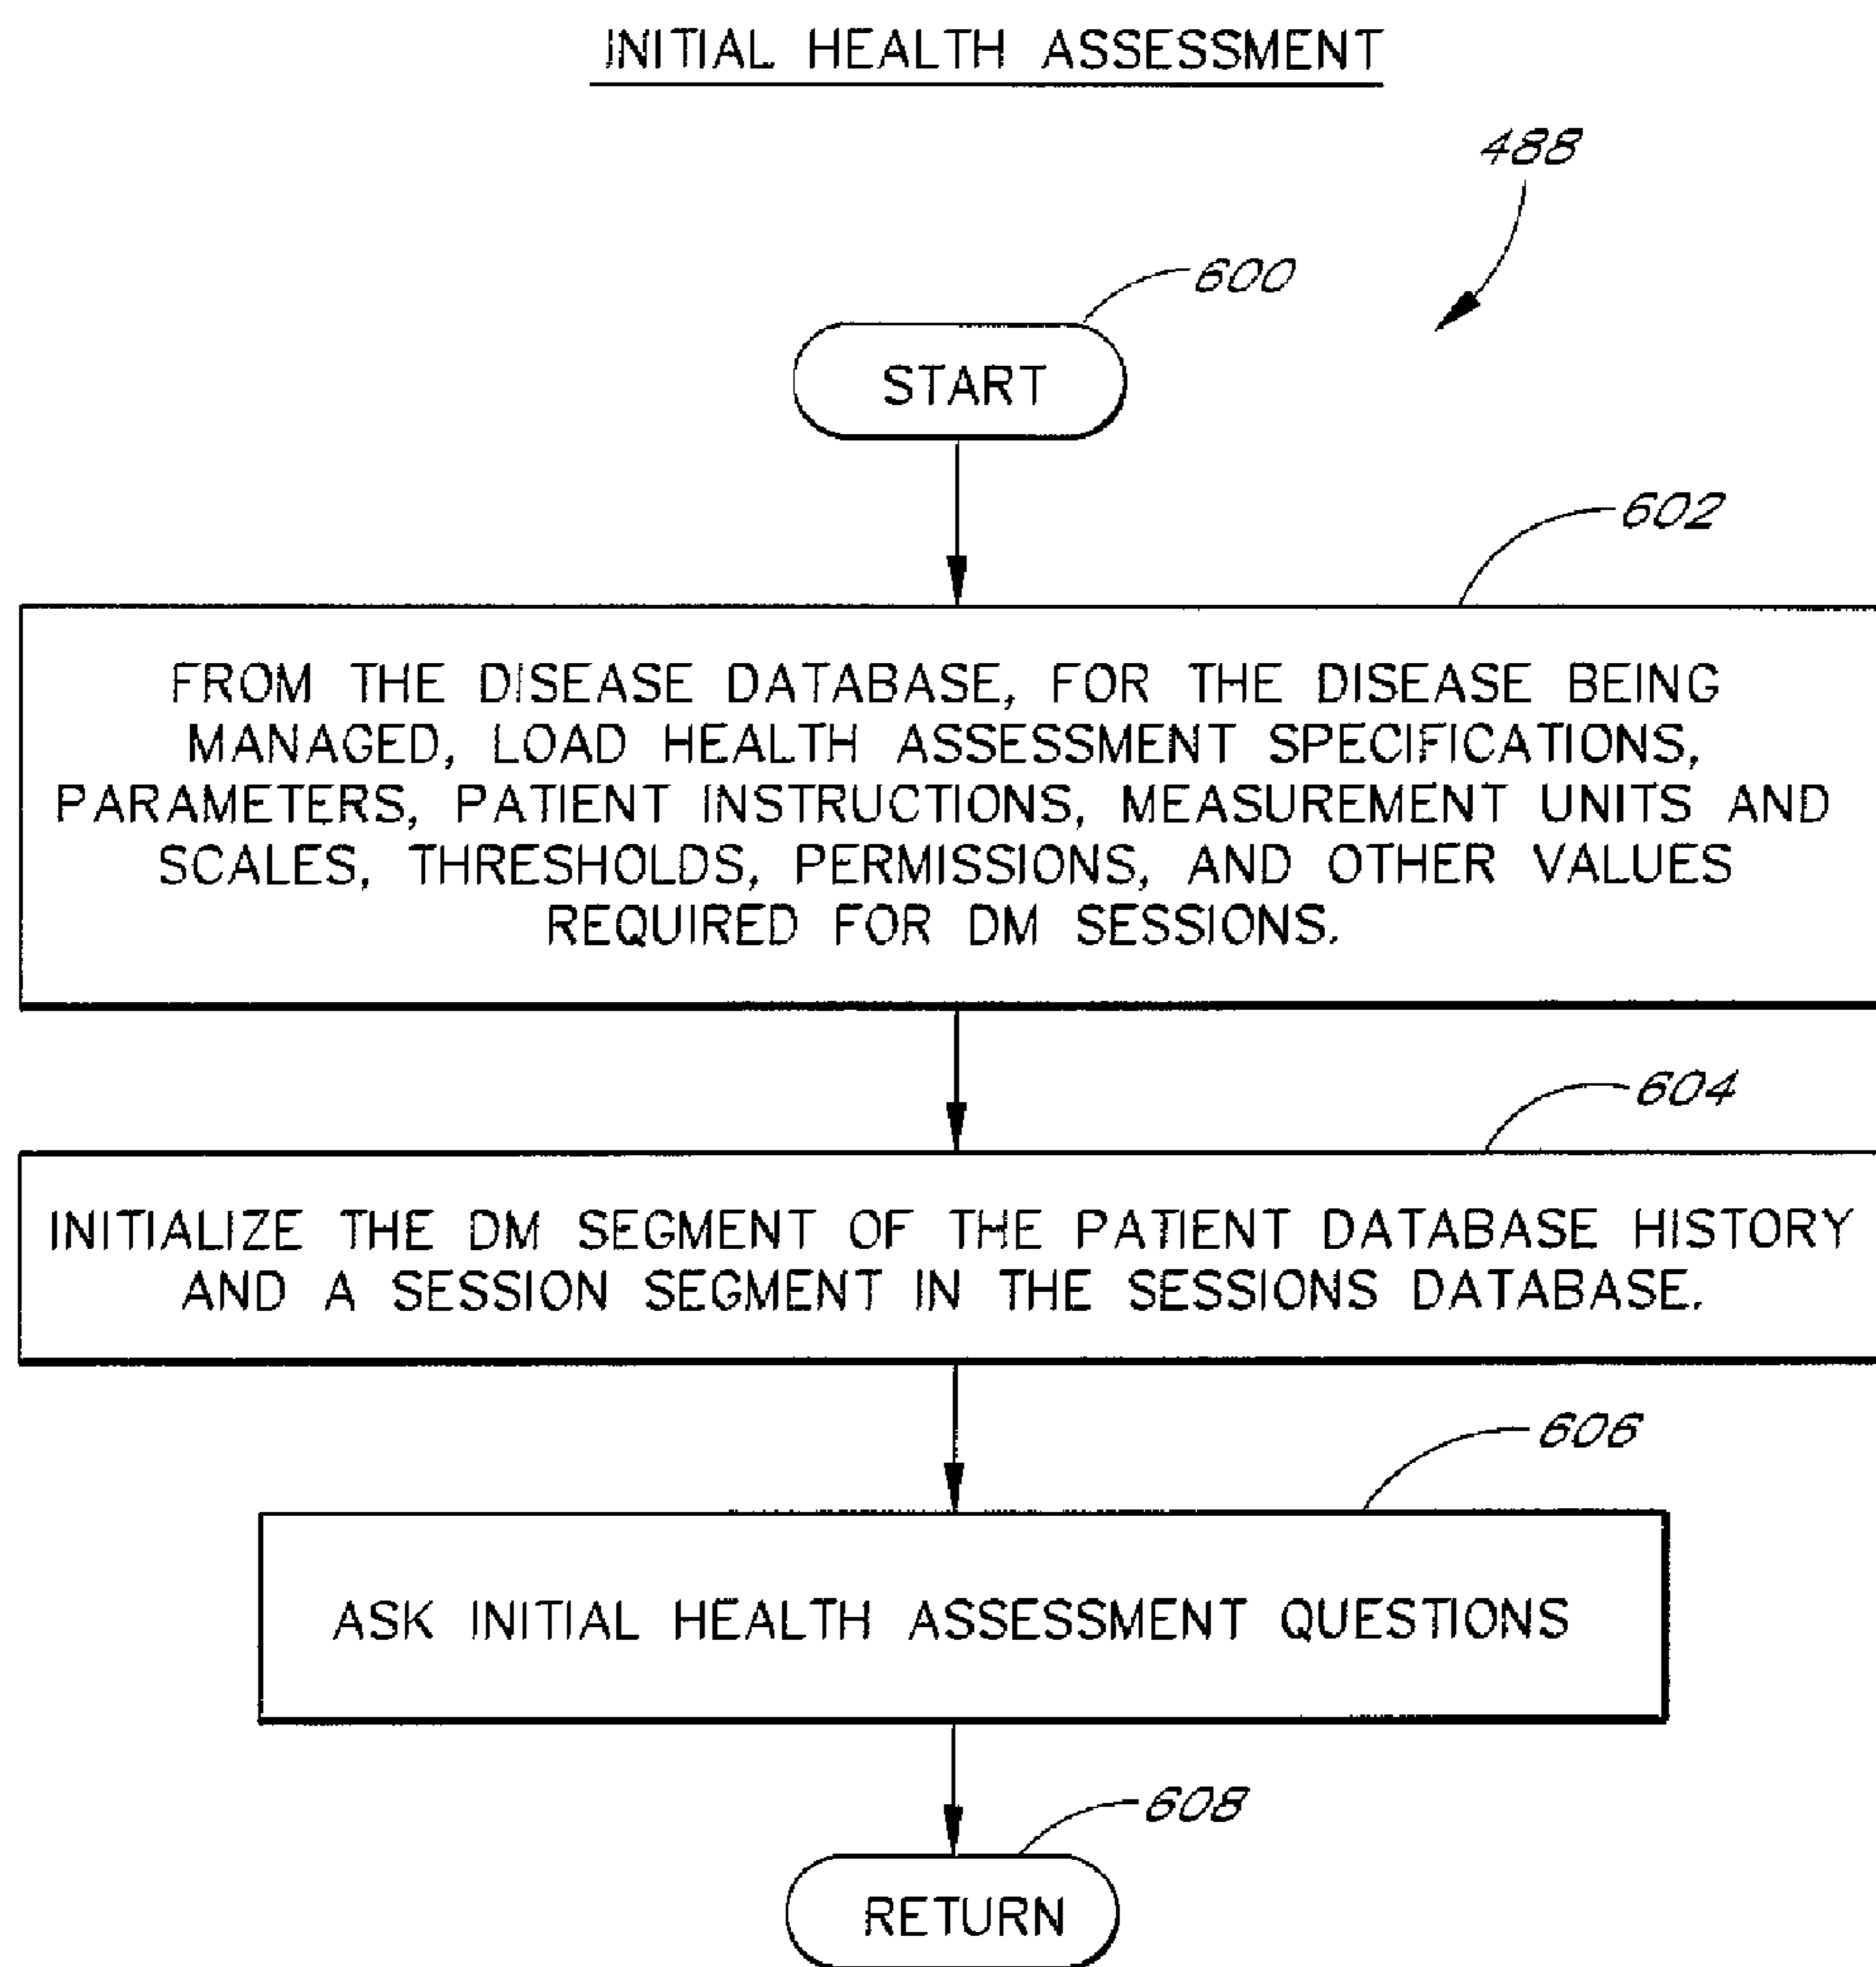 INITIAL HEALTH ASSESSMENT
488
600
START
602
FROM THE DISEASE DATABASE, FOR THE DISEASE BEING
MANAGED, LOAD HEALTH ASSESSMENT SPECIFICATIONS,
PARAMETERS, PATIENT INSTRUCTIONS, MEASUREMENT UNITS AND
SCALES, THRESHOLDS, PERMISSIONS, AND OTHER VALUES
REQUIRED FOR DM SESSIONS.
604
INITIALIZE THE DM SEGMENT OF THE PATIENT DATABASE HISTORY
AND A SESSION SEGMENT IN THE SESSIONS DATABASE.
606
ASK INITIAL HEALTH ASSESSMENT QUESTIONS
608
RETURN